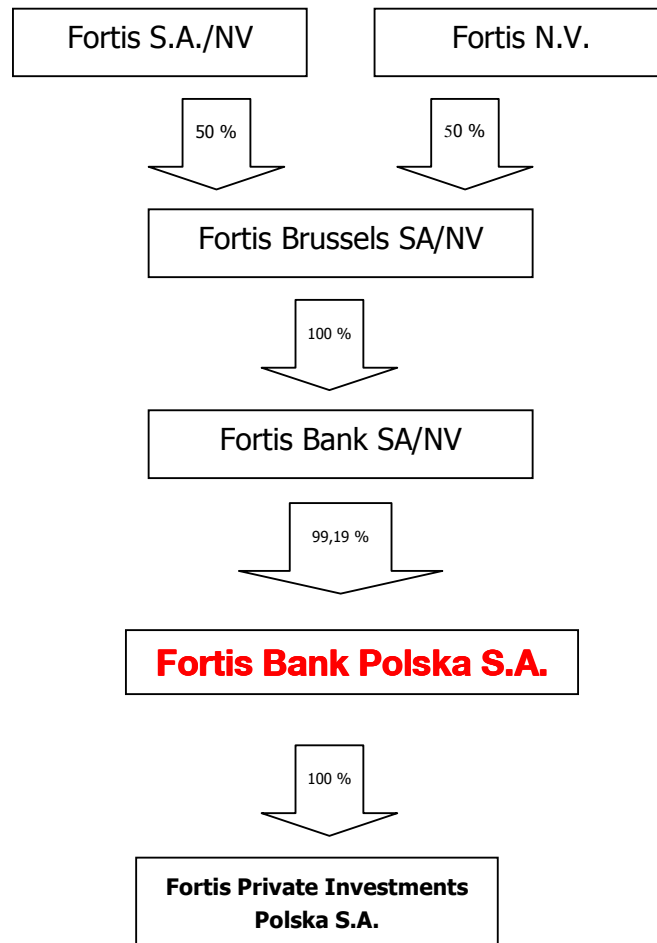 Fortis S.A./NV
Fortis N.V.
50 %
50 %
Fortis Brussels SA/NV
100 %
Fortis Bank SA/NV
99,19 %
Fortis Bank Polska S.A.
100 %
Fortis Private Investments
Polska S.A.